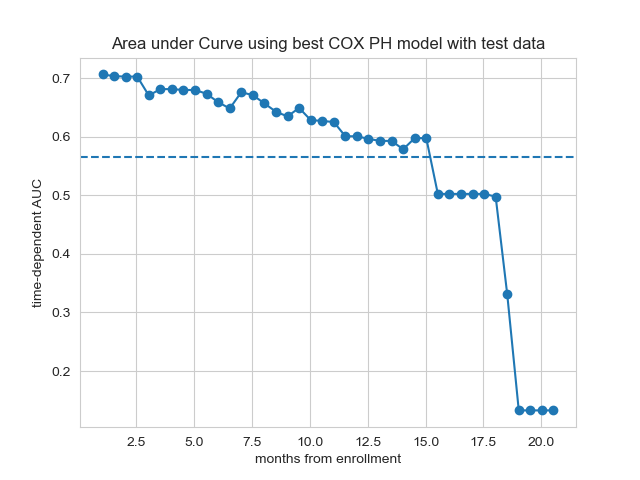 Area under Curve using best COX PH model with test data
time-dependent AUC
0.7
0.6
0.5
0.4
0.3
0.2
2.5 5.0 7.5 10.0 12.5 15.0 17.5 20.0
months from enrollment